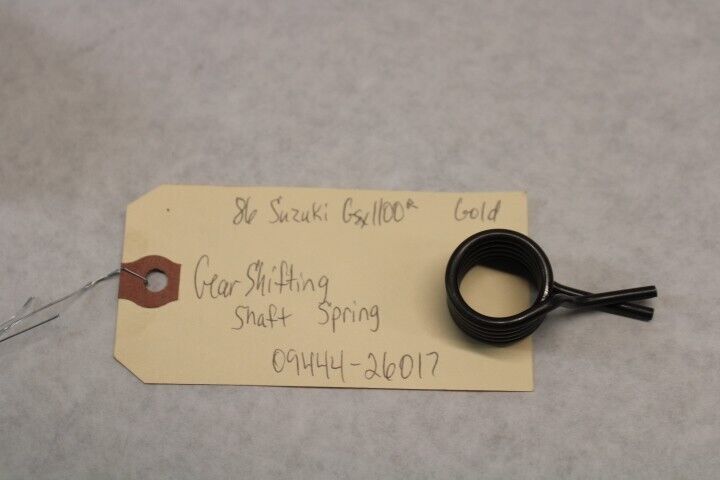 86 Suzuki Gsx1100R Gold
Gear Shifting
Shaft Spring
09444-26017